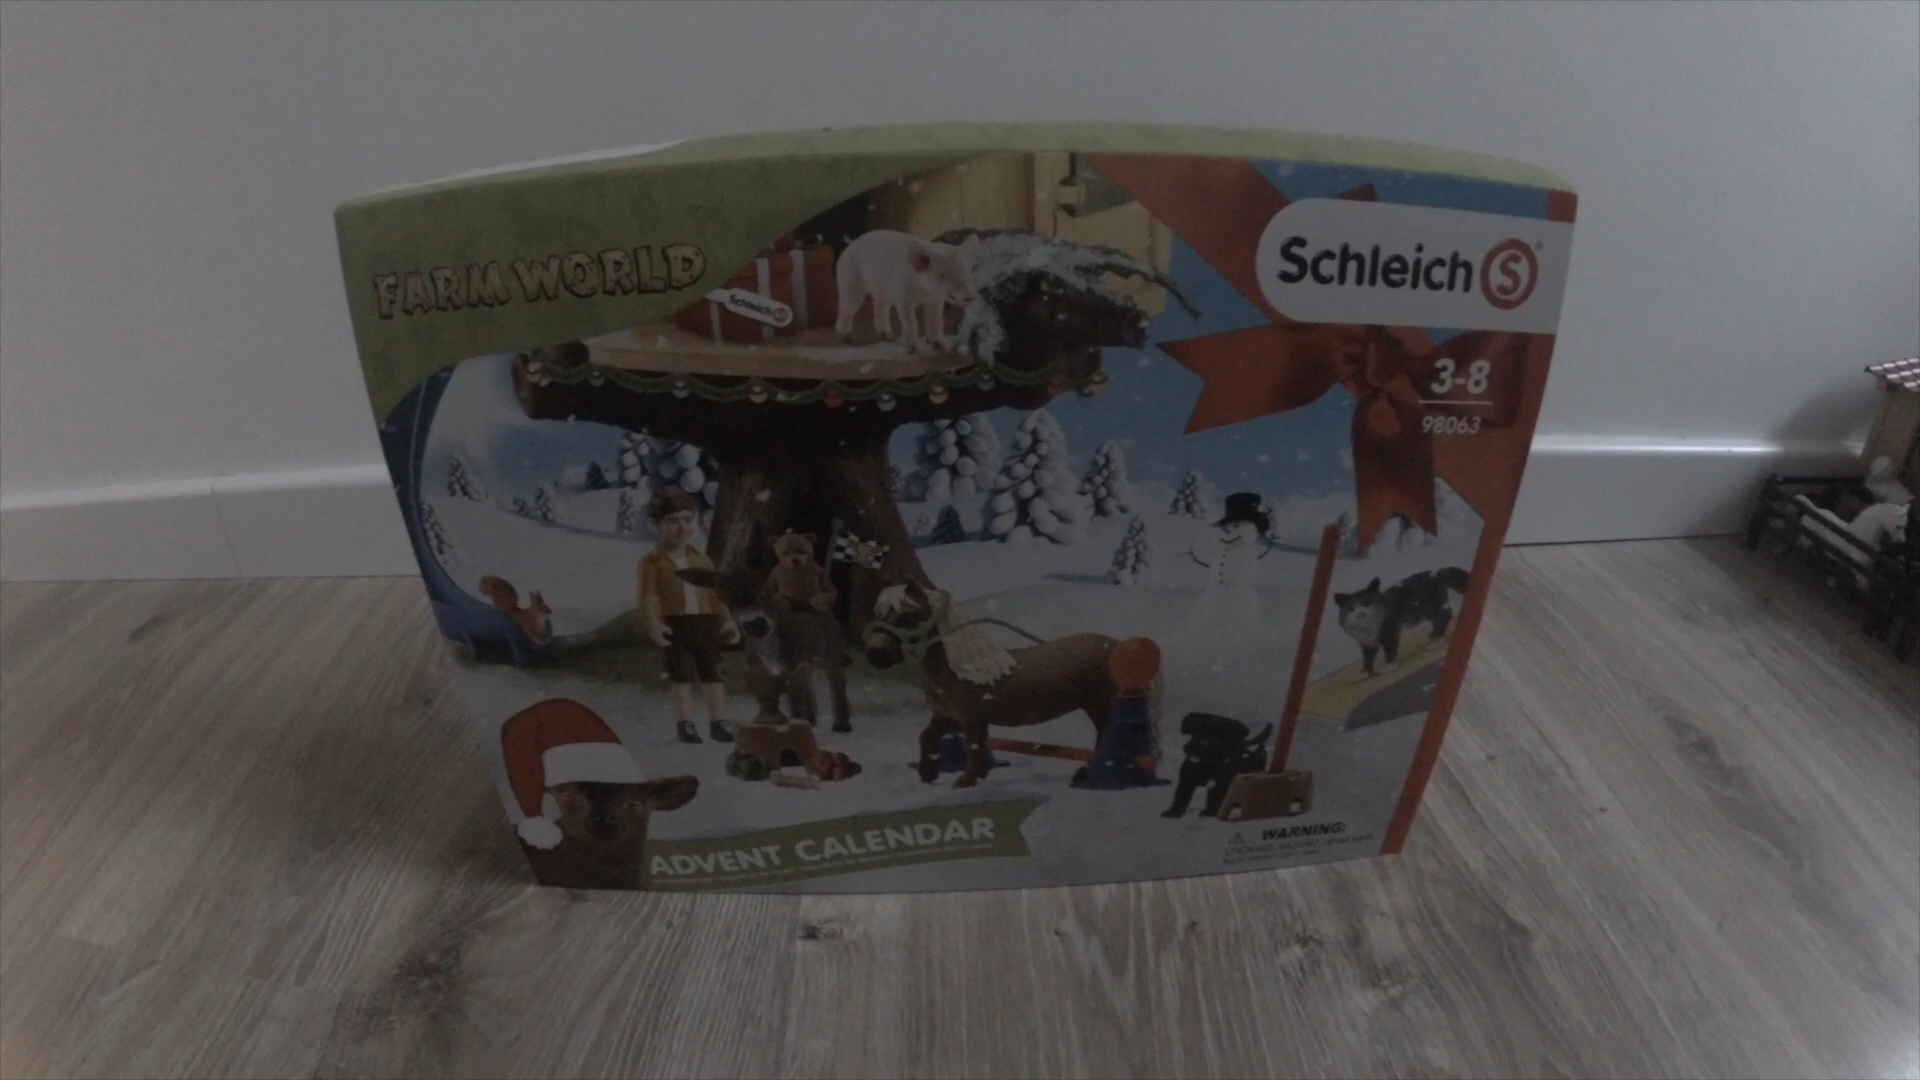 FARM WORLD
Schleich S
Schleich S
3-8
98063
ADVENT CALENDAR
WARNING: